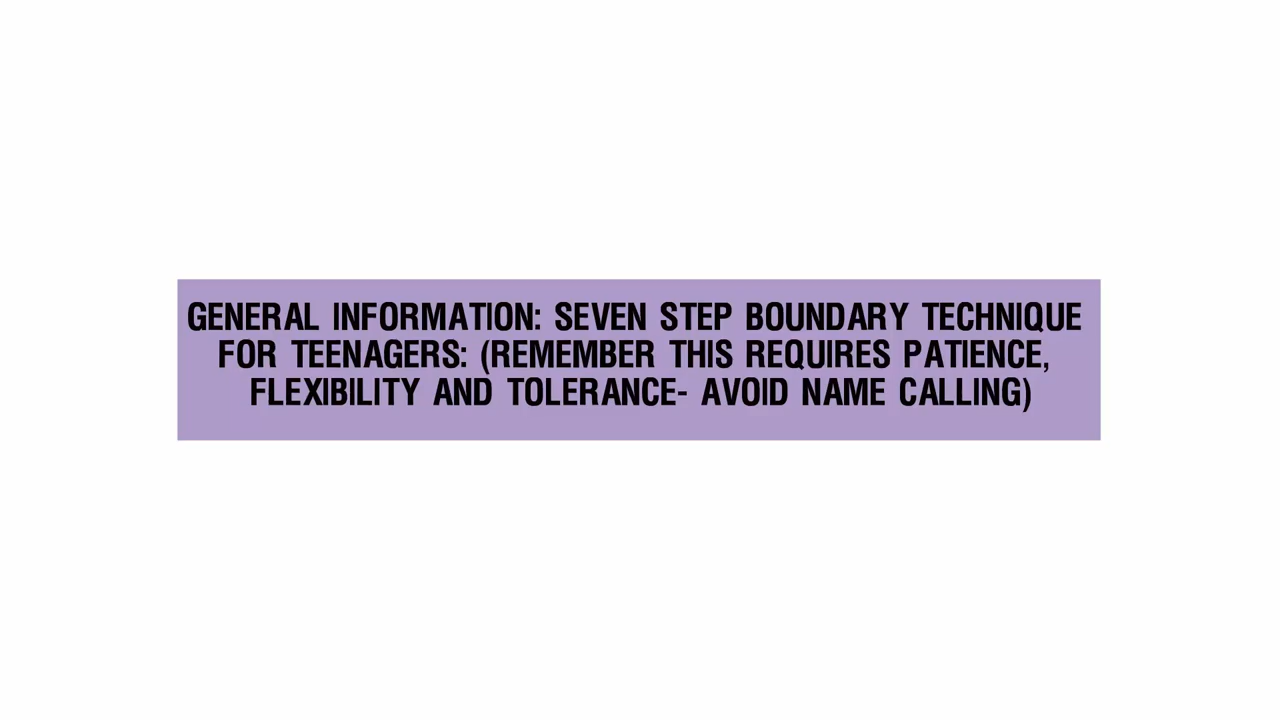 GENERAL INFORMATION: SEVEN STEP BOUNDARY TECHNIQUE
FOR TEENAGERS: (REMEMBER THIS REQUIRES PATIENCE,
FLEXIBILITY AND TOLERANCE- AVOID NAME CALLING)